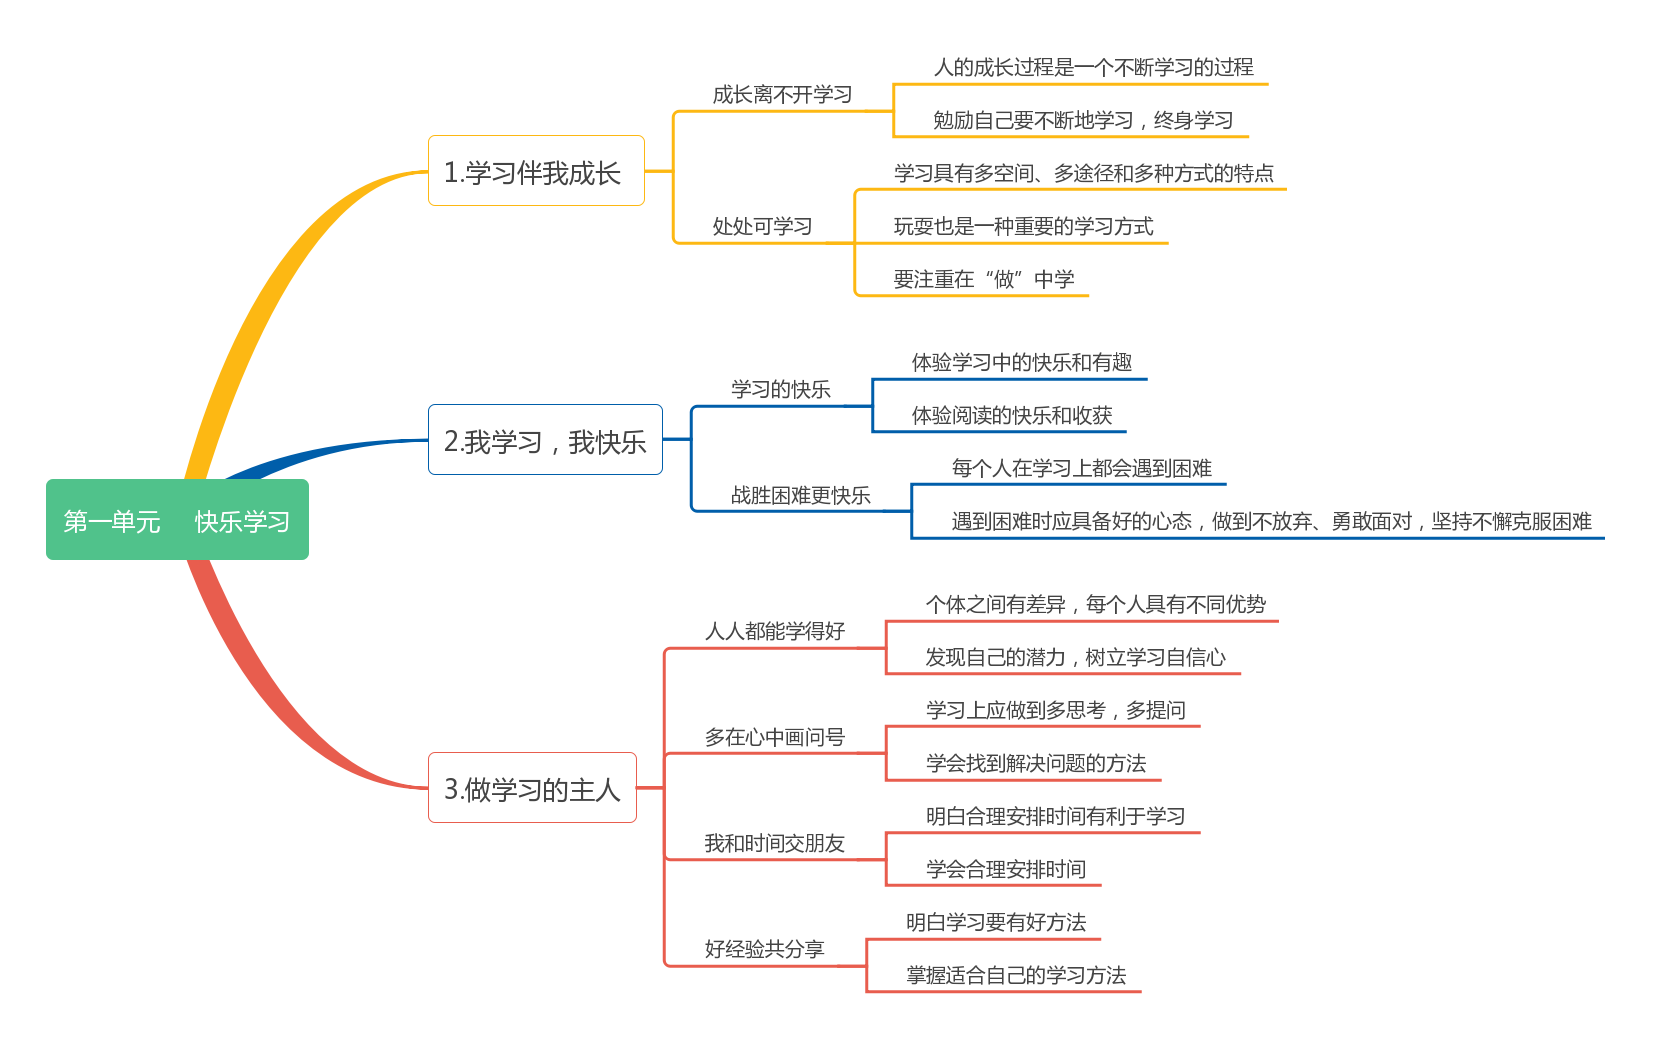 第一单元 快乐学习
1.学习伴我成长
成长离不开学习
人的成长过程是一个不断学习的过程
勉励自己要不断地学习，终身学习
处处可学习
学习具有多空间、多途径和多种方式的特点
玩耍也是一种重要的学习方式
要注重在“做”中学
2.我学习，我快乐
学习的快乐
体验学习中的快乐和有趣
体验阅读的快乐和收获
战胜困难更快乐
每个人在学习上都会遇到困难
遇到困难时应具备好的心态，做到不放弃、勇敢面对，坚持不懈克服困难
3.做学习的主人
人人都能学得好
个体之间有差异，每个人具有不同优势
发现自己的潜力，树立学习自信心
多在心中画问号
学习上应做到多思考，多提问
学会找到解决问题的方法
我和时间交朋友
明白合理安排时间有利于学习
学会合理安排时间
好经验共分享
明白学习要有好方法
掌握适合自己的学习方法